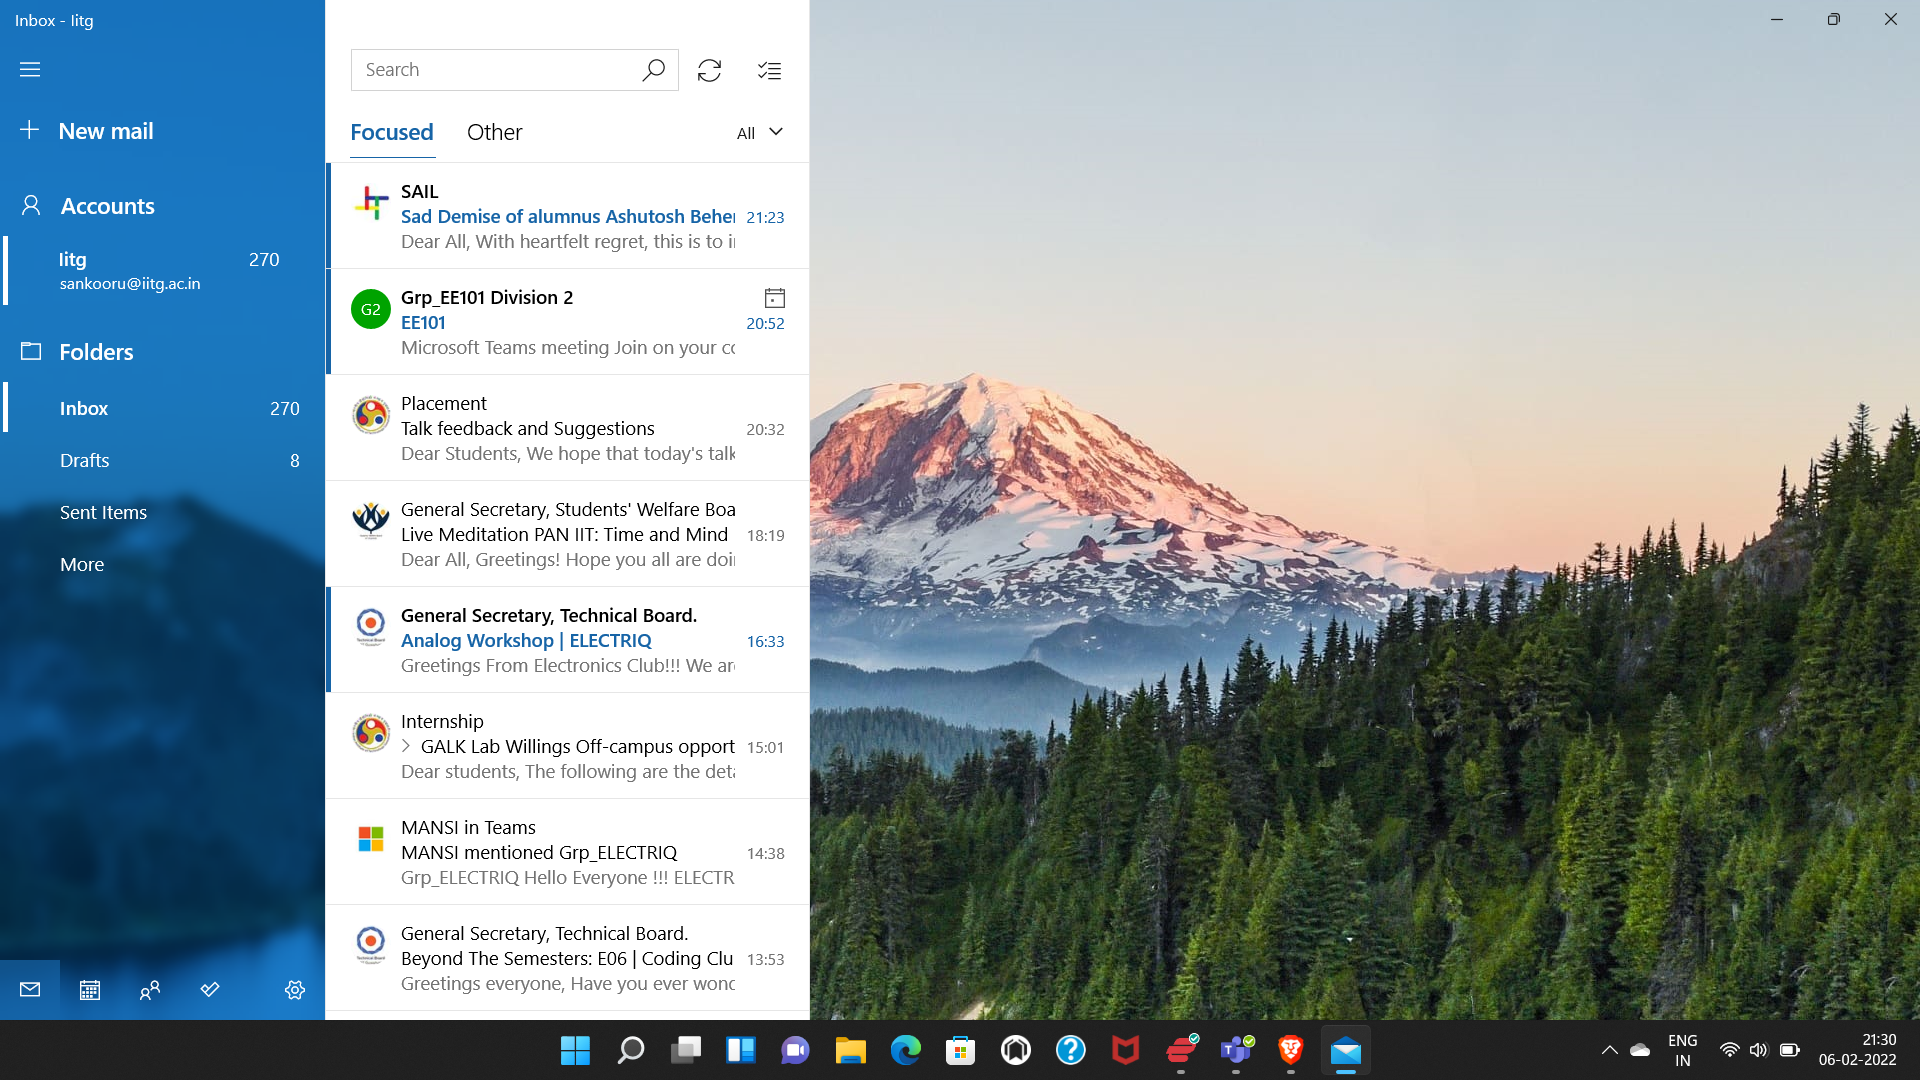 Inbox - Iitg
New mail
Accounts
Iitg 270
sankooru@iitg.ac.in
Folders
Inbox 270
Drafts 8
Sent Items
More
Search
Focused Other All
SAIL
Sad Demise of alumnus Ashutosh Behe 21:23
Dear All, With heartfelt regret, this is to i
G2
Grp_EE101 Division 2
EE101 20:52
Microsoft Teams meeting Join on your co
Placement
Talk feedback and Suggestions 20:32
Dear Students, We hope that today's talk
General Secretary, Students' Welfare Boa
Live Meditation PAN IIT: Time and Mind 18:19
Dear All, Greetings! Hope you all are doi
General Secretary, Technical Board.
Analog Workshop | ELECTRIQ 16:33
Greetings From Electronics Club!!! We ar
Internship
GALK Lab Willings Off-campus opport 15:01
Dear students, The following are the deta
MANSI in Teams
MANSI mentioned Grp_ELECTRIQ 14:38
Grp_ELECTRIQ Hello Everyone !!! ELECTR
General Secretary, Technical Board.
Beyond The Semesters: E06 | Coding Clu 13:53
Greetings everyone, Have you ever wonc
ENG
IN
21:30
06-02-2022